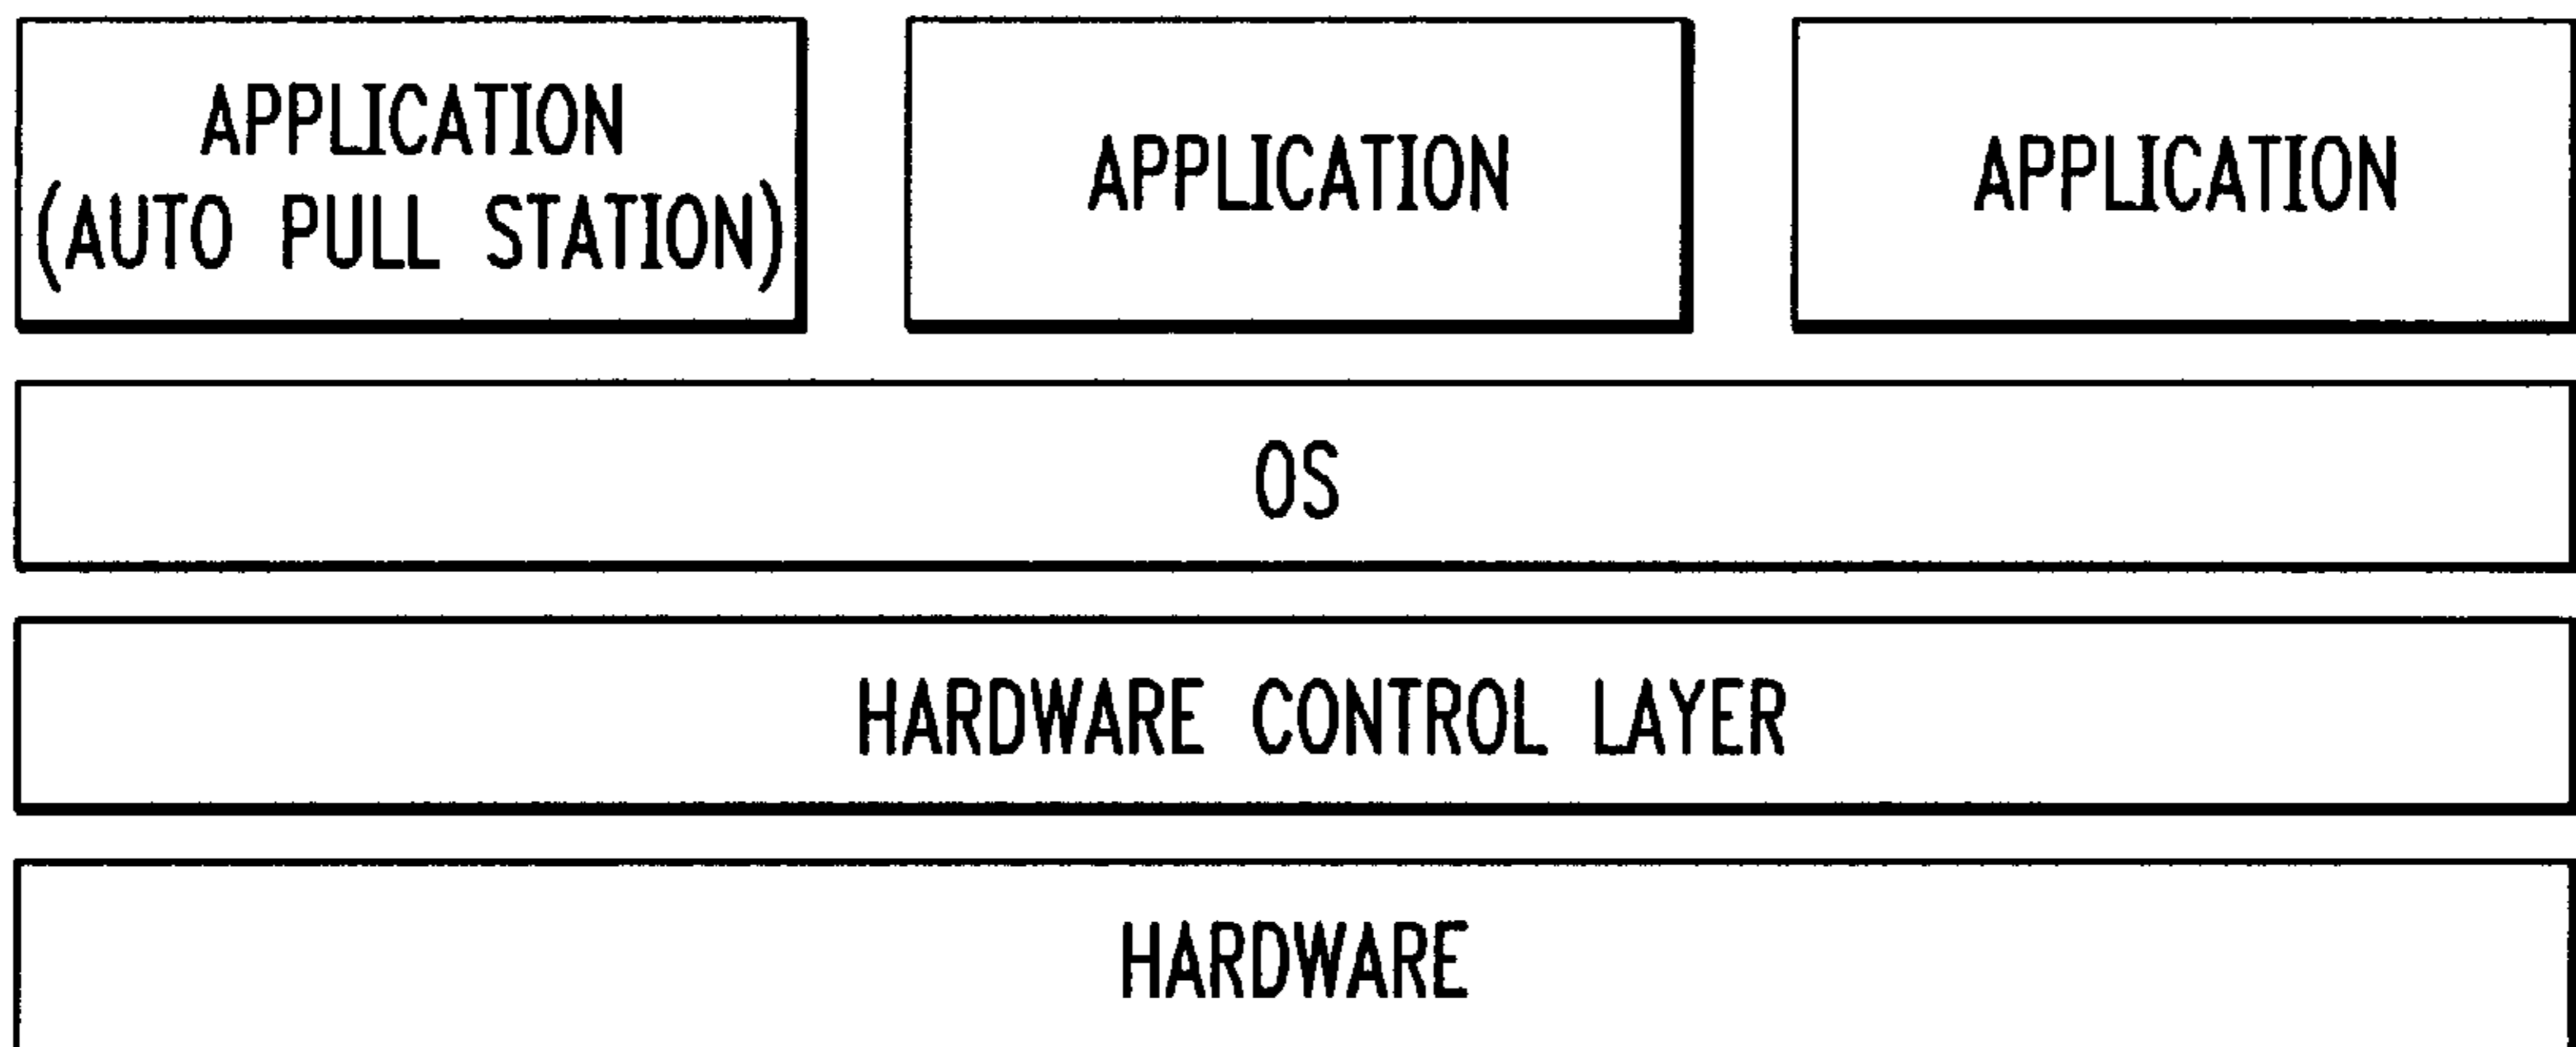 APPLICATION
(AUTO PULL STATION)
APPLICATION
APPLICATION
OS
HARDWARE CONTROL LAYER
HARDWARE